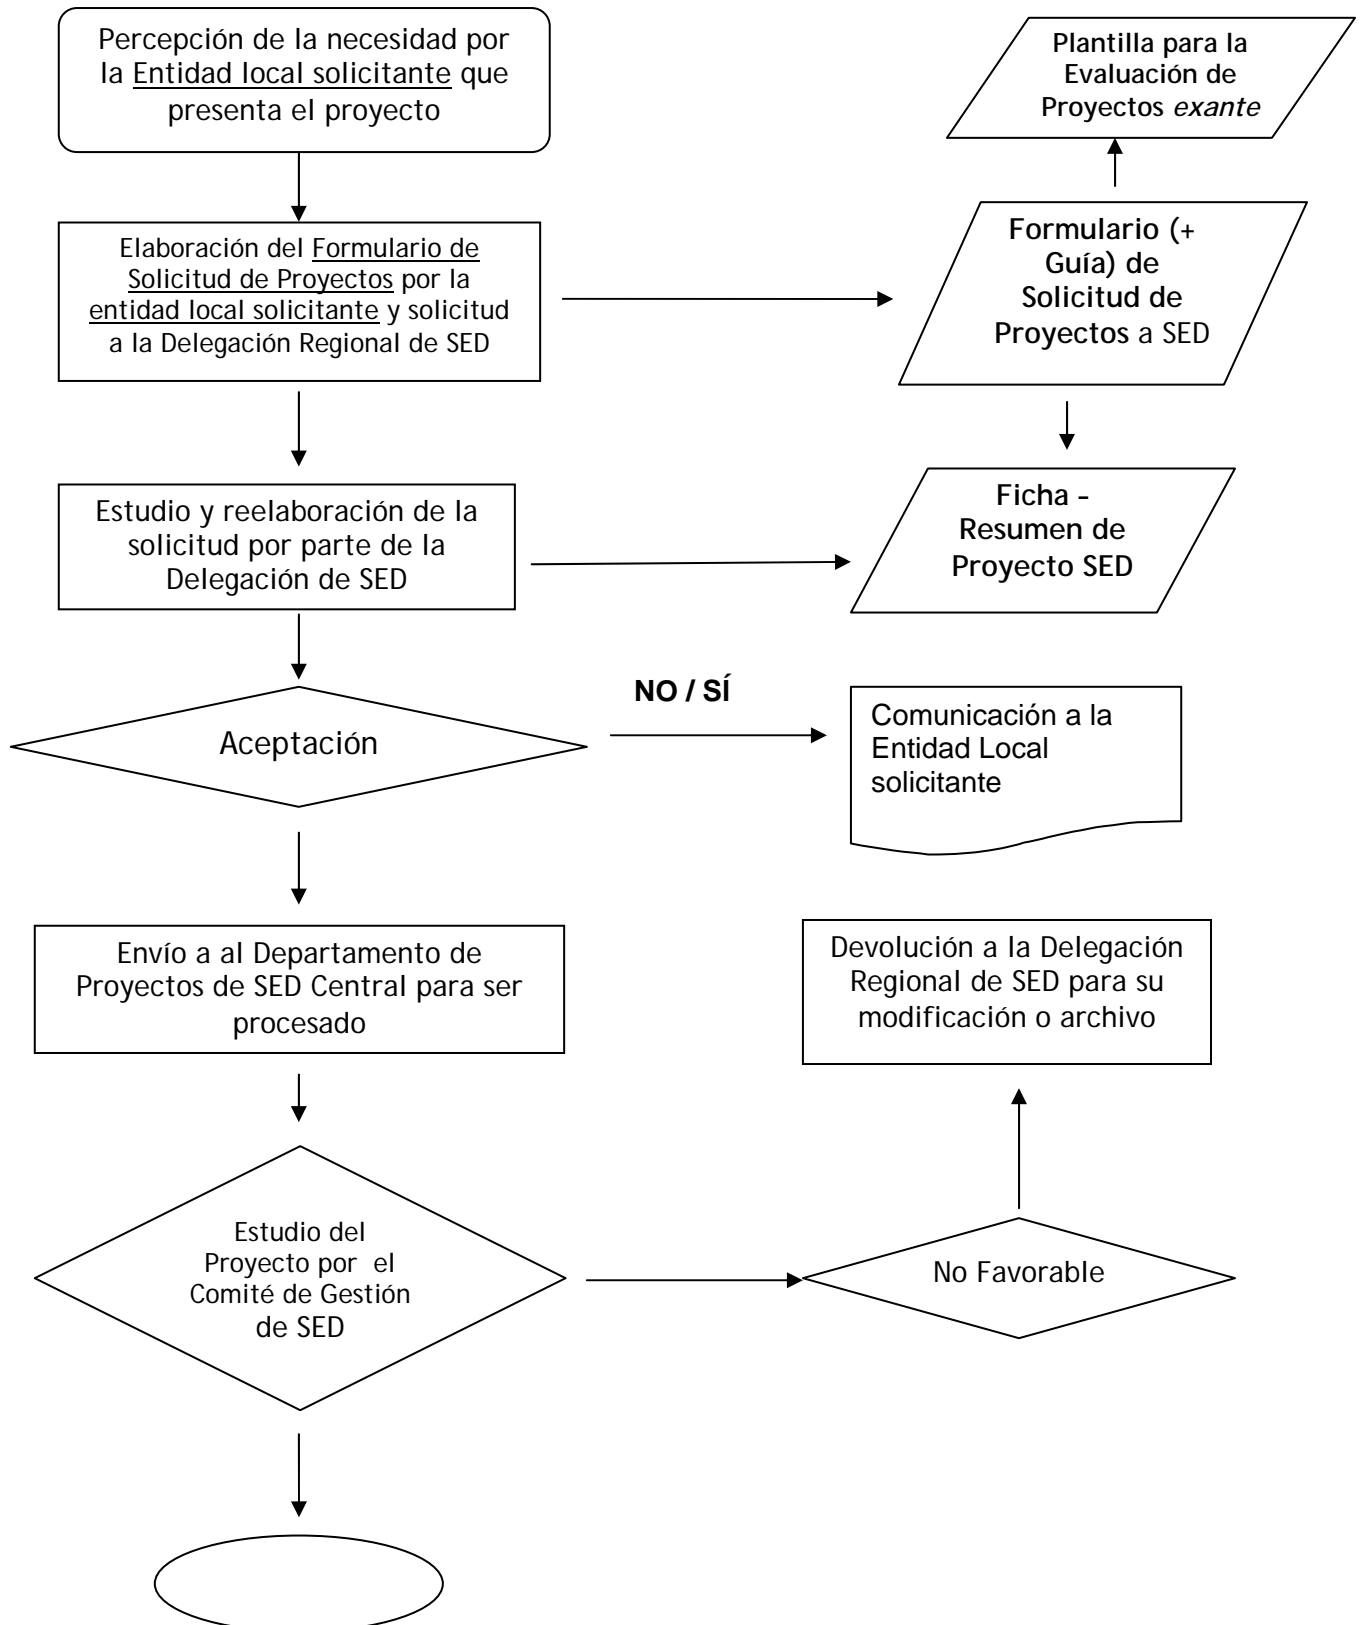 Percepción de la necesidad por
la Entidad local solicitante que
presenta el proyecto
Plantilla para la
Evaluación de
Proyectos exante
Elaboración del Formulario de
Solicitud de Proyectos por la
entidad local solicitante y solicitud
a la Delegación Regional de SED
Formulario (+
Guía) de
Solicitud de
Proyectos a SED
Estudio y reelaboración de la
solicitud por parte de la
Delegación de SED
Ficha -
Resumen de
Proyecto SED
Aceptación
NO / SÍ
Comunicación a la
Entidad Local
solicitante
Envío a al Departamento de
Proyectos de SED Central para ser
procesado
Devolución a la Delegación
Regional de SED para su
modificación o archivo
Estudio del
Proyecto por el
Comité de Gestión
de SED
No Favorable